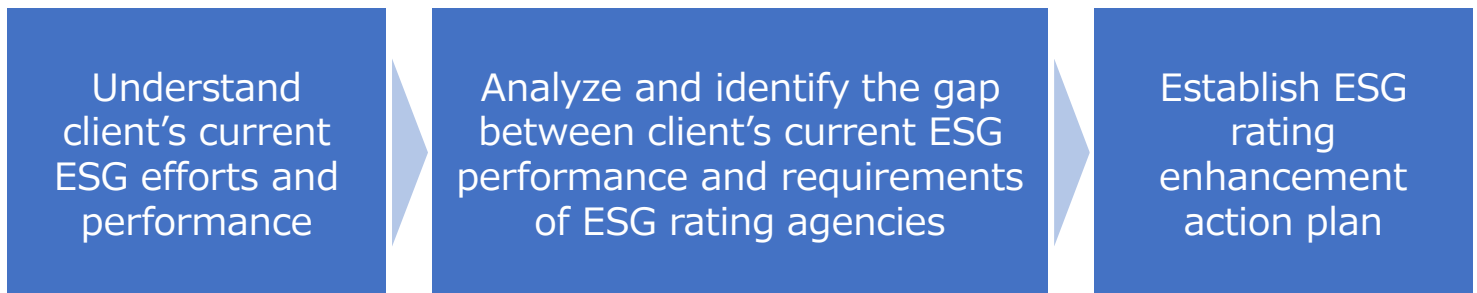 Understand
client’s current
ESG efforts and
performance
Analyze and identify the gap
between client’s current ESG
performance and requirements
of ESG rating agencies
Establish ESG
rating
enhancement
action plan